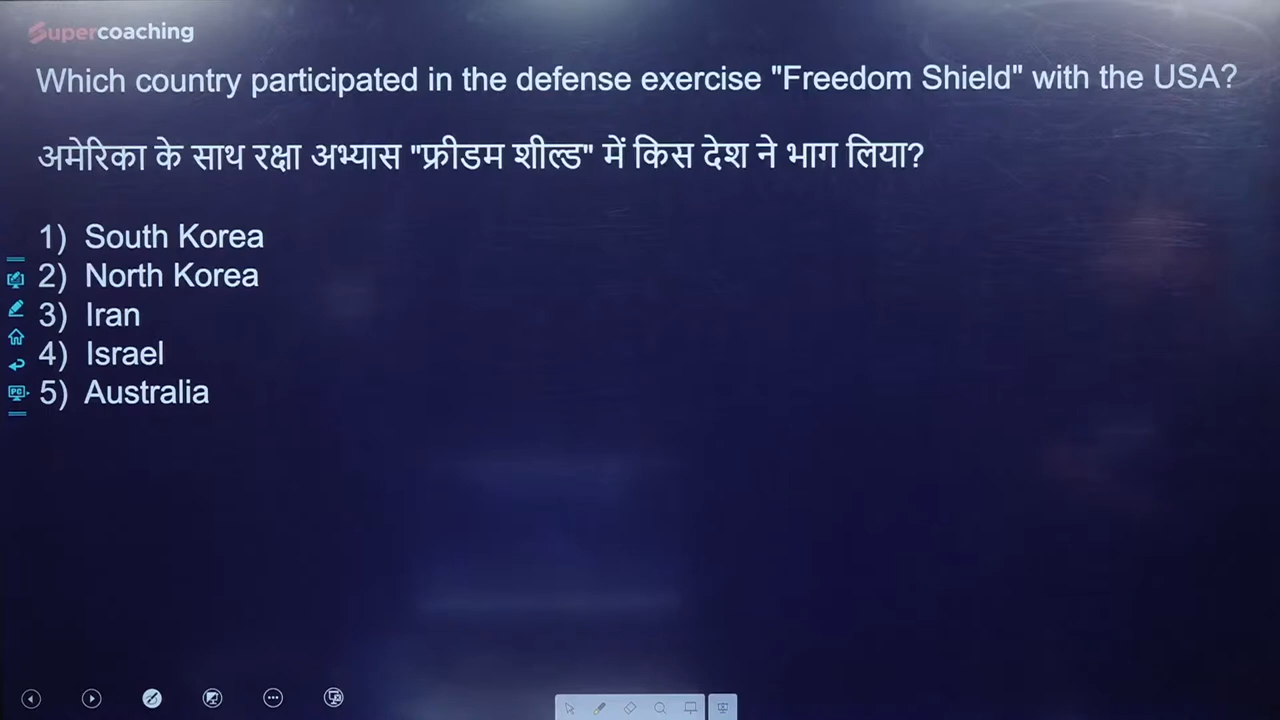 Supercoaching
Which country participated in the defense exercise "Freedom Shield" with the USA?
अमेरिका के साथ रक्षा अभ्यास "फ्रीडम शील्ड" में किस देश ने भाग लिया?
1) South Korea
2) North Korea
3) Iran
4) Israel
5) Australia
PC